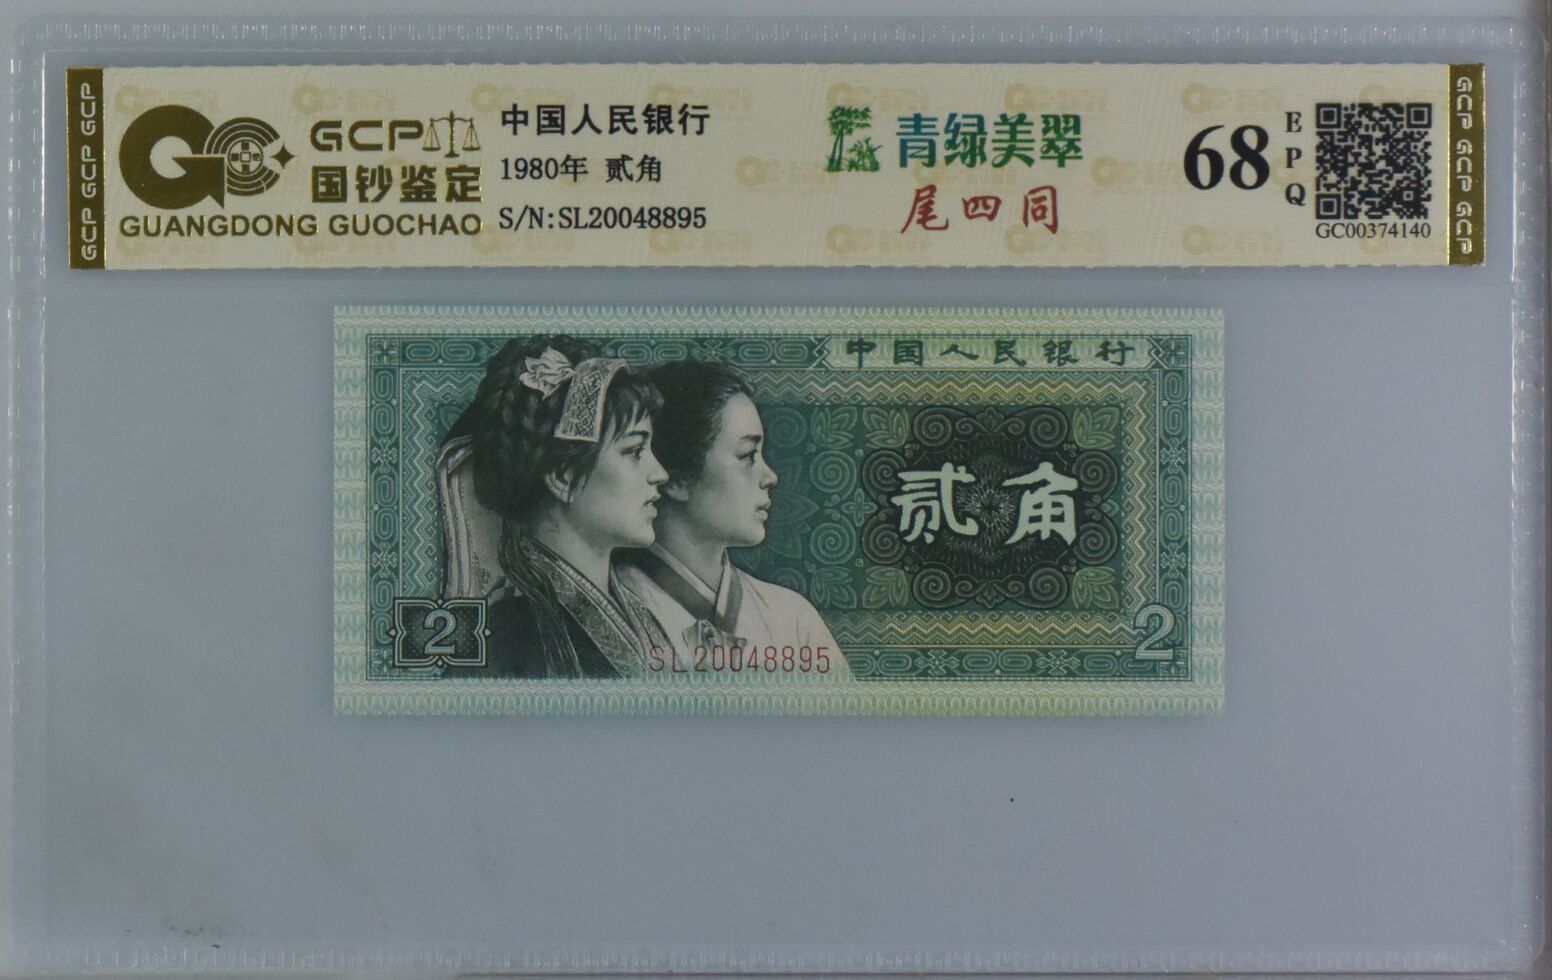 GCP GCP GCP
GCP
国钞鉴定
GUANGDONG GUOCHAO
中国人民银行
1980年 贰角
S/N:SL20048895
青绿美翠
尾四同
68
EPQ
GC00374140
GCP GCP GCP
中国人民银行
贰角
2
2
SL20048895